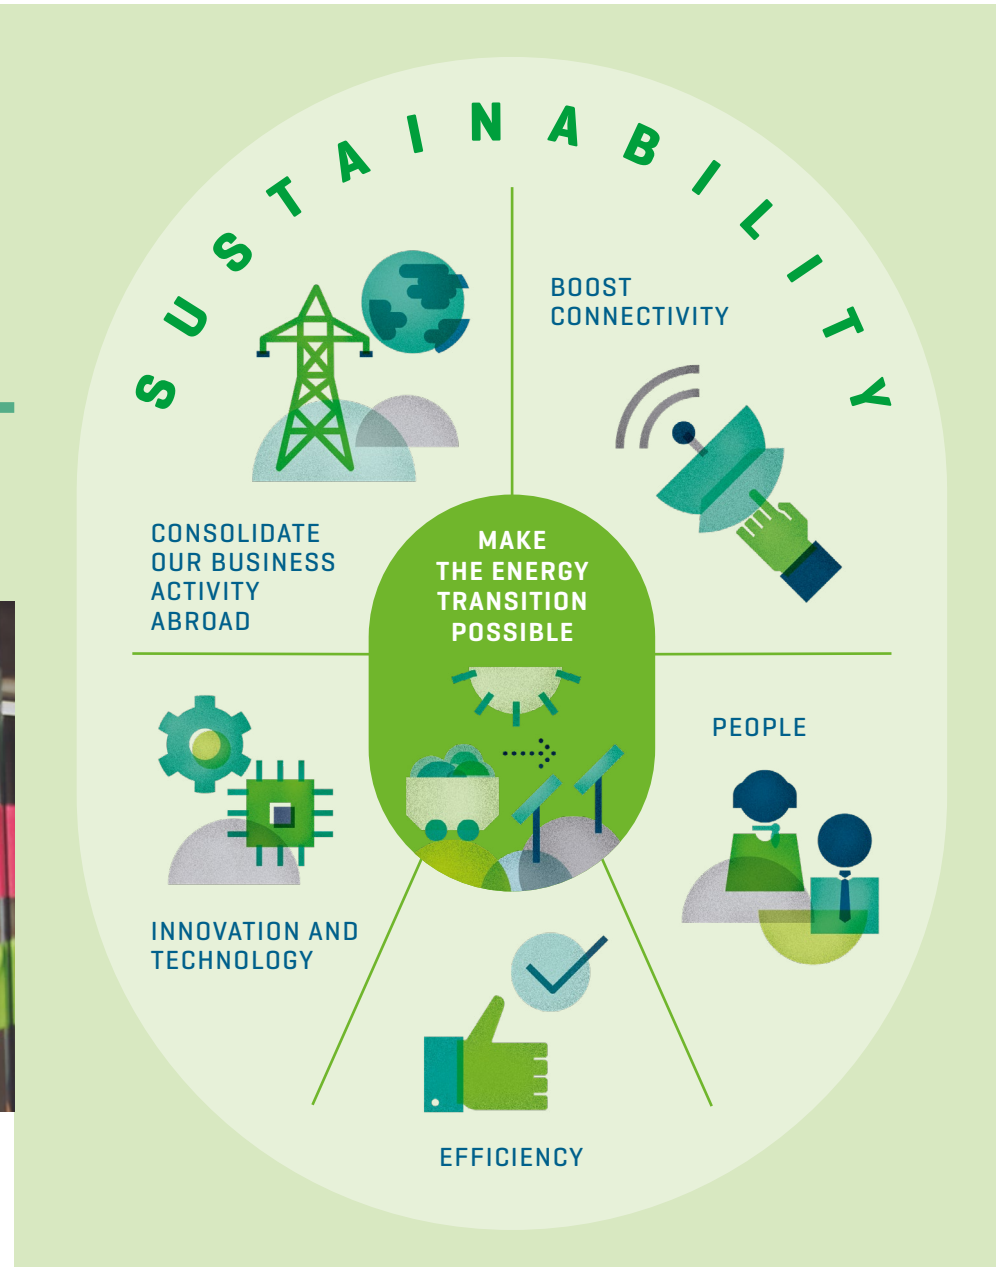 SUSTAINABILITY
BOOST
CONNECTIVITY
CONSOLIDATE
OUR BUSINESS
ACTIVITY
ABROAD
MAKE
THE ENERGY
TRANSITION
POSSIBLE
PEOPLE
INNOVATION AND
TECHNOLOGY
EFFICIENCY